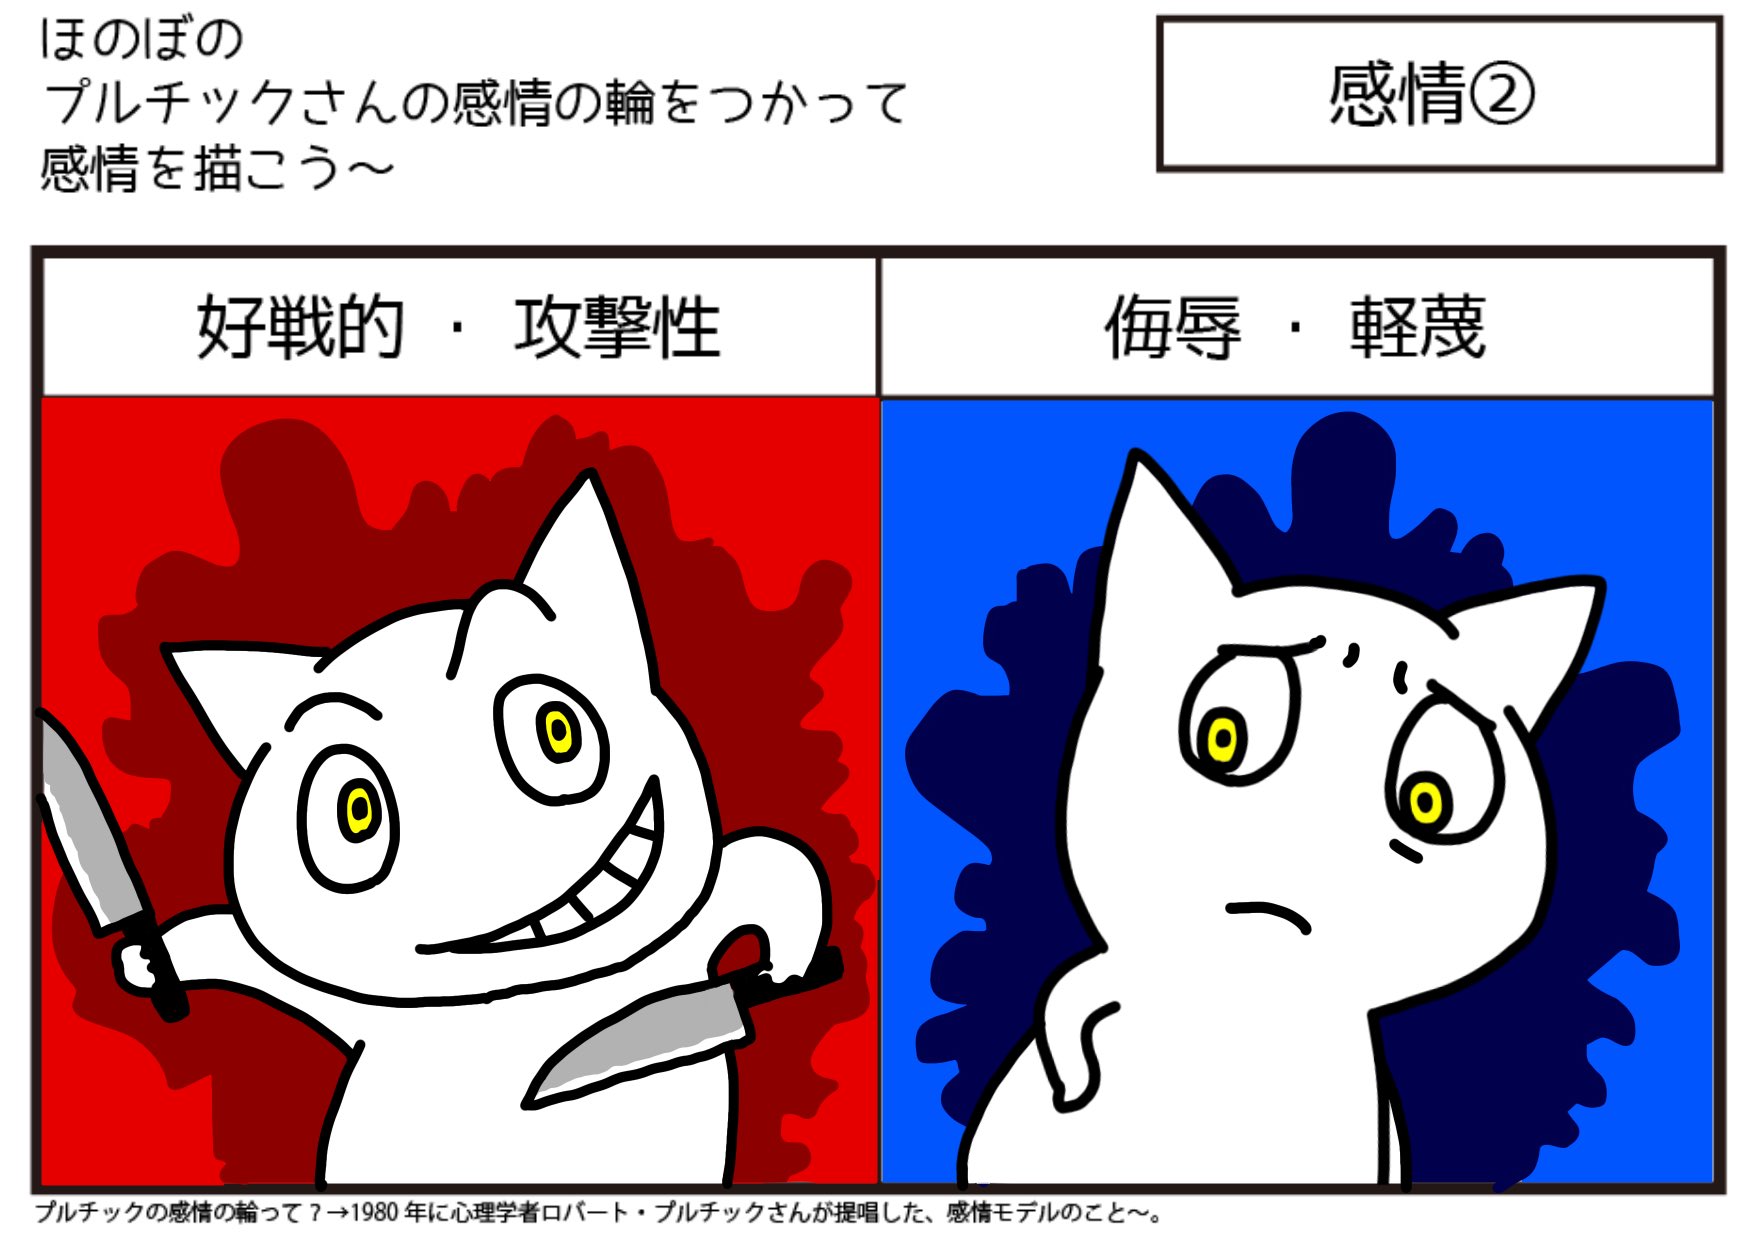 ほのぼの
プルチックさんの感情の輪をつかって
感情を描こう～
感情②
好戦的 · 攻撃性
侮辱 · 軽蔑
プルチックの感情の輪って？→1980年に心理学者ロバート・プルチックさんが提唱した、感情モデルのこと～。